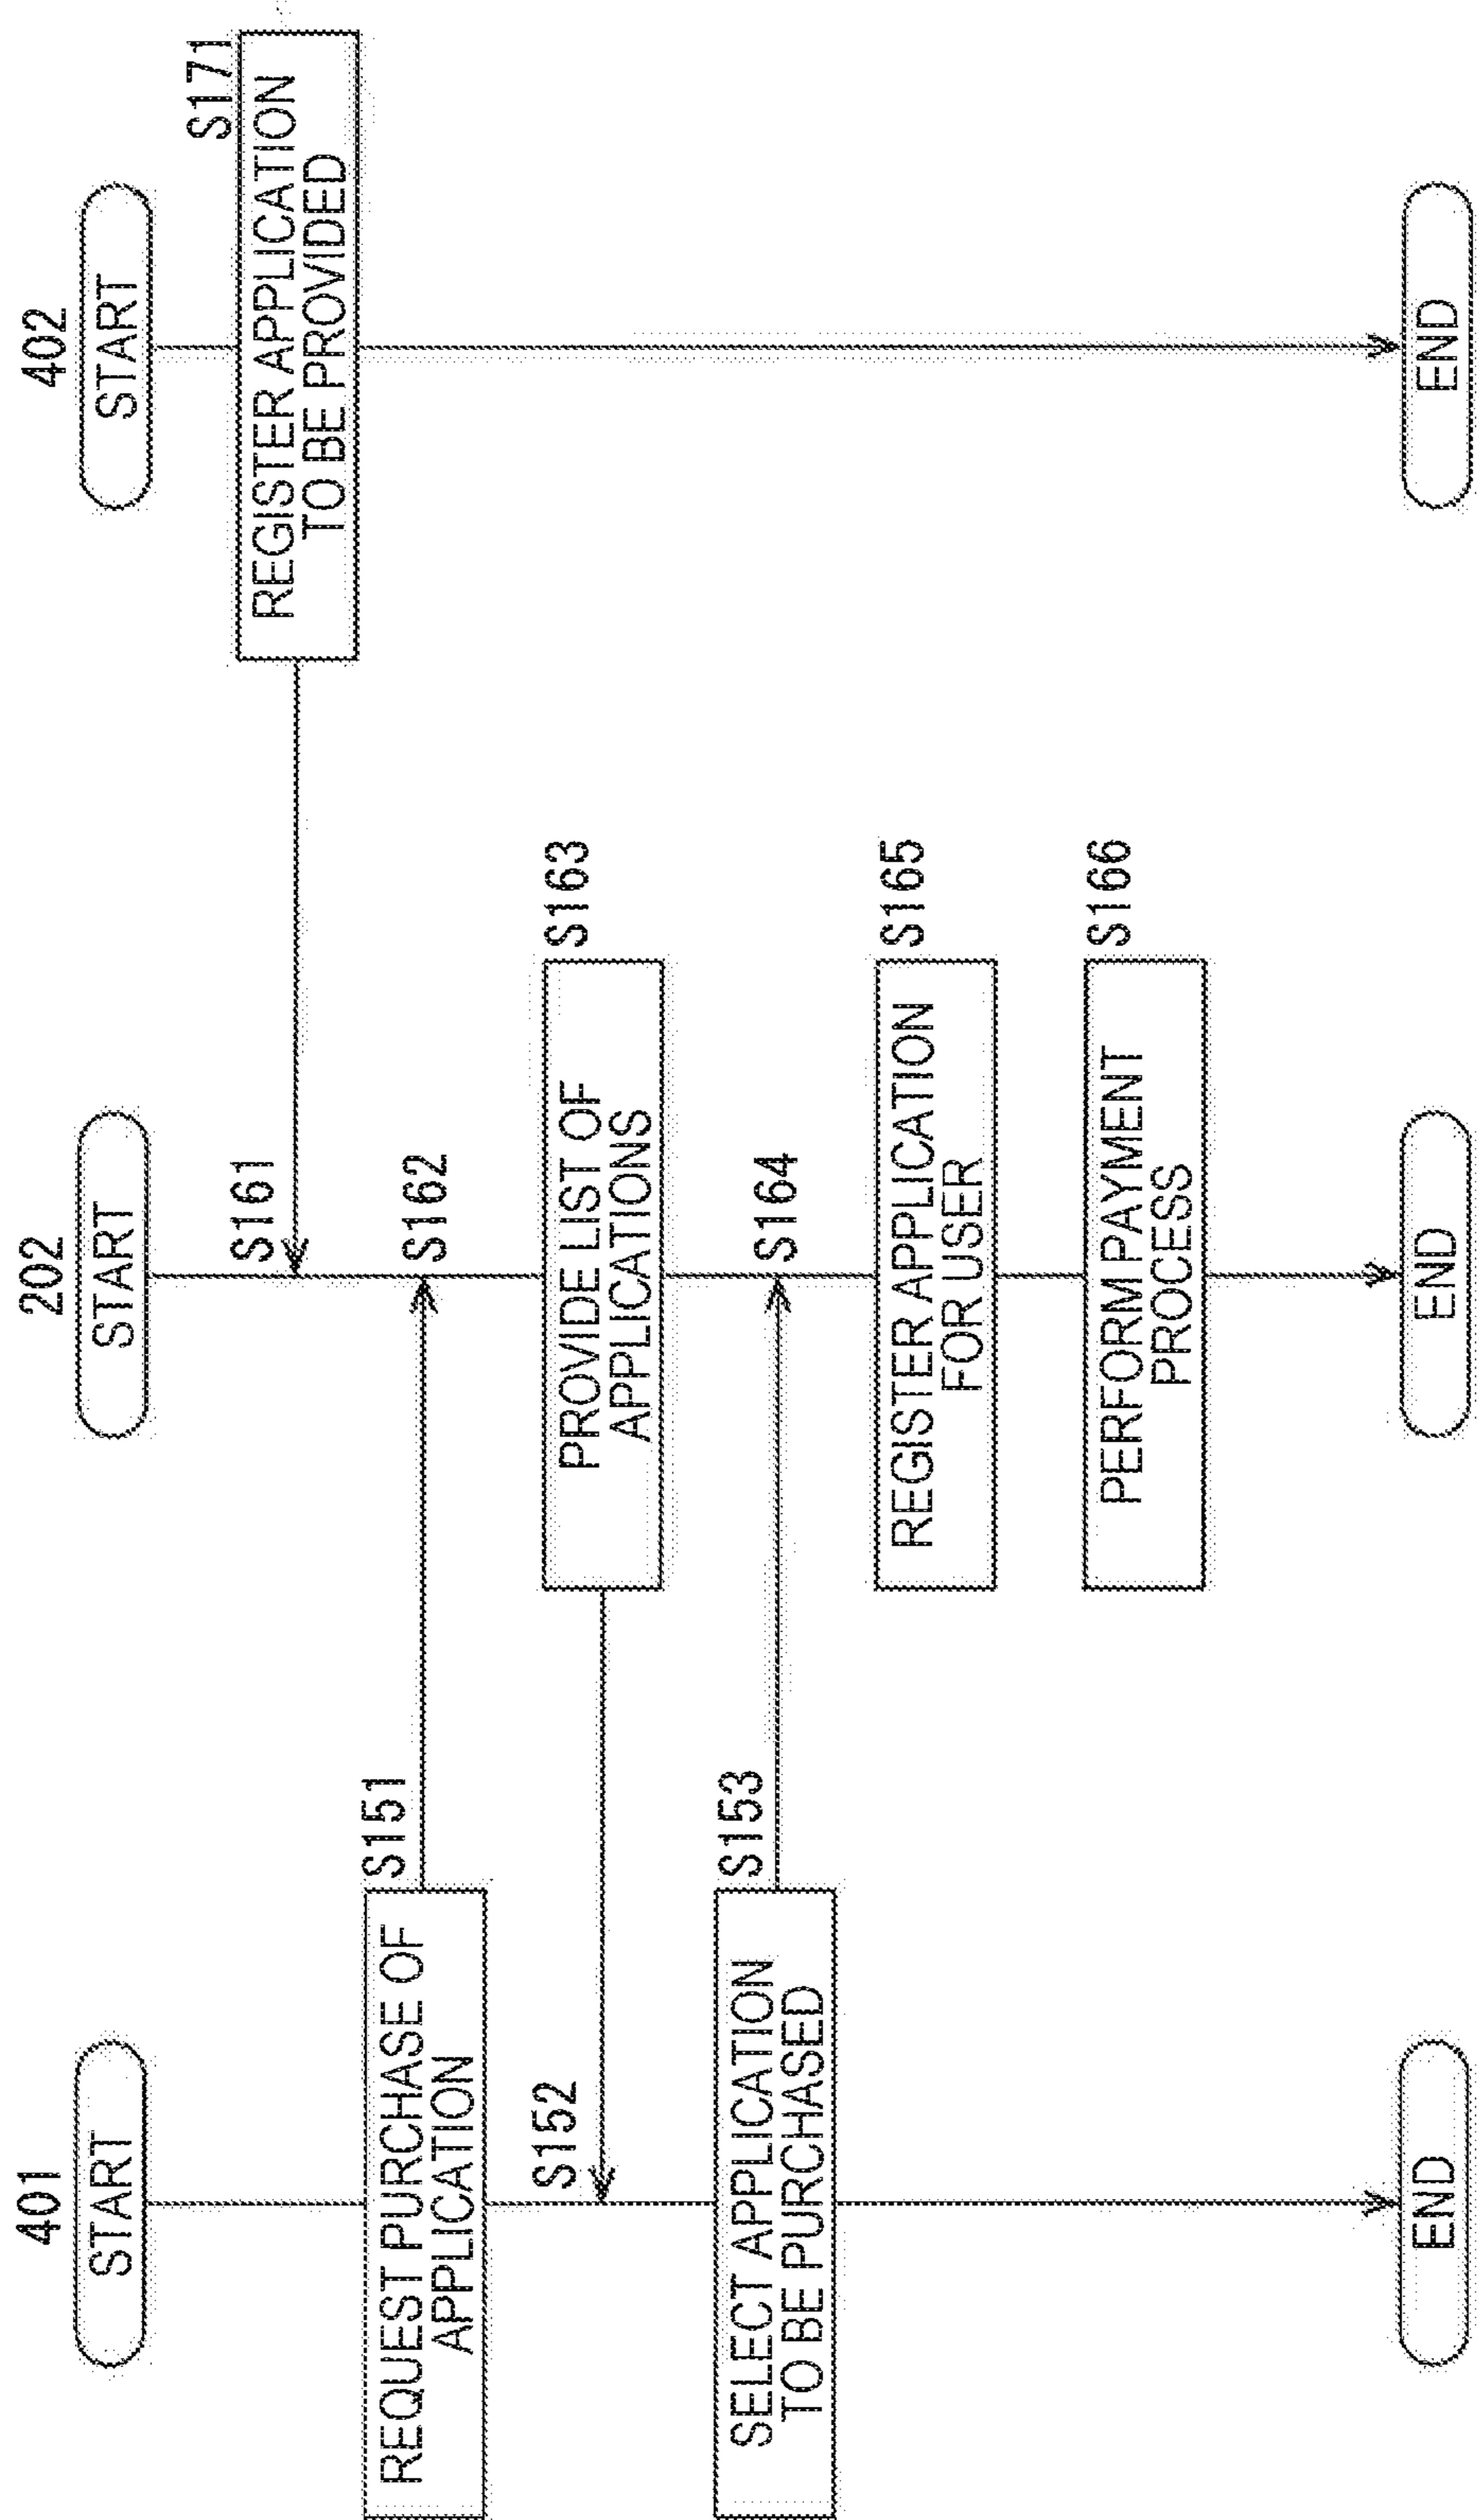 401
202
402
START
START
START
S171
REGISTER APPLICATION
TO BE PROVIDED
S161
S151
REQUEST PURCHASE OF
APPLICATION
S162
S163
PROVIDE LIST OF
APPLICATIONS
S152
S153
SELECT APPLICATION
TO BE PURCHASED
S164
S165
REGISTER APPLICATION
FOR USER
S166
PERFORM PAYMENT
PROCESS
END
END
END